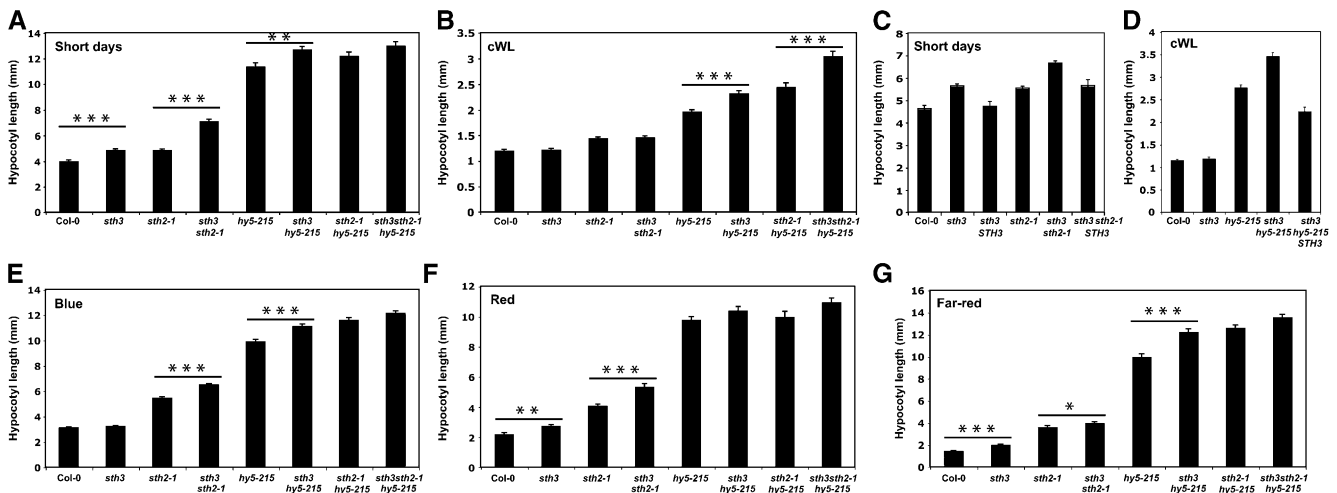 A
Short days
Hypocotyl length (mm)
14
12
10
8
6
4
2
0
* * *
* * *
* *
Col-0 sth3 sth2-1 sth3 hy5-215 sth3 sth2-1 sth3sth2-1
sth2-1 hy5-215 hy5-215 hy5-215
B
cWL
Hypocotyl length (mm)
3.5
3
2.5
2
1.5
1
0.5
0
* * *
* * *
Col-0 sth3 sth2-1 sth3 hy5-215 sth3 sth2-1 sth3sth2-1
sth2-1 hy5-215 hy5-215 hy5-215
C
Short days
Hypocotyl length (mm)
8
7
6
5
4
3
2
1
0
Col-0 sth3 sth3 sth2-1 sth3 sth3 sth2-1
STH3 sth2-1 STH3
D
cWL
Hypocotyl length (mm)
4
3.5
3
2.5
2
1.5
1
0.5
0
Col-0 sth3 hy5-215 sth3 sth3
hy5-215 hy5-215
STH3
E
Blue
Hypocotyl length (mm)
14
12
10
8
6
4
2
0
* * *
* * *
Col-0 sth3 sth2-1 sth3 hy5-215 sth3 sth2-1 sth3sth2-1
sth2-1 hy5-215 hy5-215 hy5-215
F
Red
Hypocotyl length (mm)
12
10
8
6
4
2
0
* *
* * *
Col-0 sth3 sth2-1 sth3 hy5-215 sth3 sth2-1 sth3sth2-1
sth2-1 hy5-215 hy5-215 hy5-215
G
Far-red
Hypocotyl length (mm)
16
14
12
10
8
6
4
2
0
* * *
*
* * *
Col-0 sth3 sth2-1 sth3 hy5-215 sth3 sth2-1 sth3sth2-1
sth2-1 hy5-215 hy5-215 hy5-215